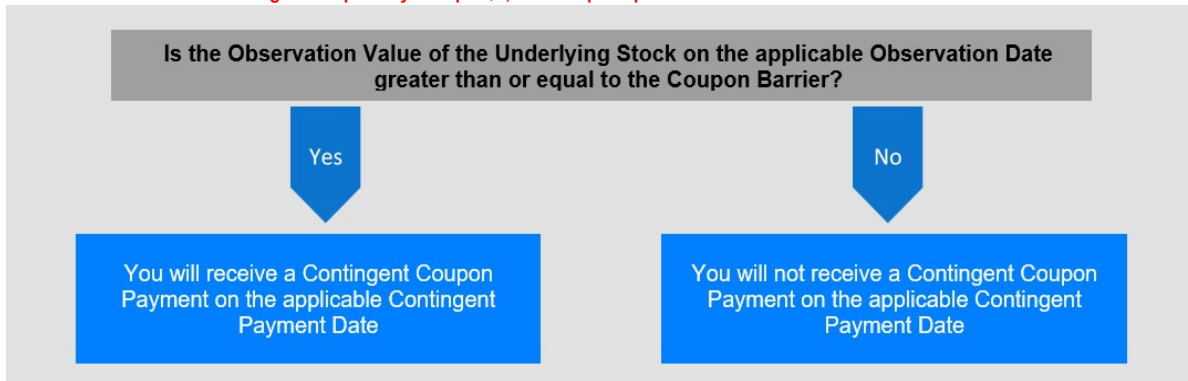 Is the Observation Value of the Underlying Stock on the applicable Observation Date
greater than or equal to the Coupon Barrier?
Yes
No
You will receive a Contingent Coupon
Payment on the applicable Contingent
Payment Date
You will not receive a Contingent Coupon
Payment on the applicable Contingent
Payment Date